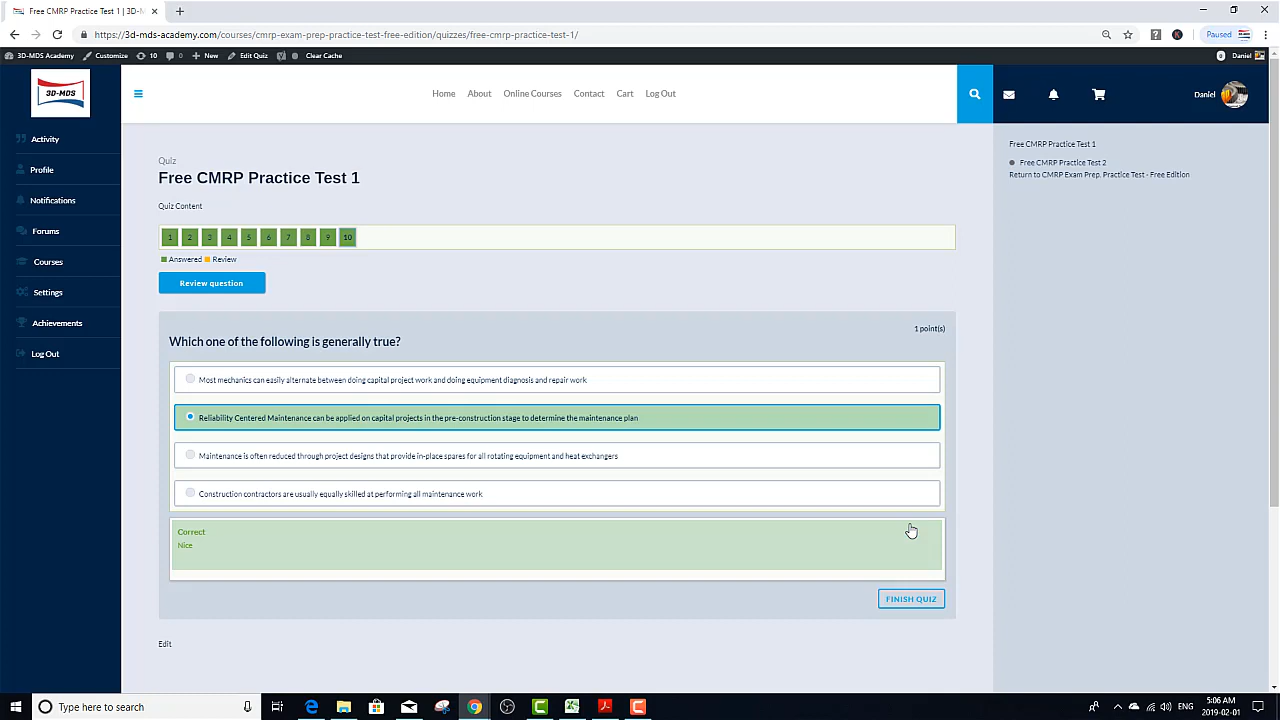 Free CMRP Practice Test 1 | 3D-M
https://3d-mds-academy.com/courses/cmrp-exam-prep-practice-test-free-edition/quizzes/free-cmrp-practice-test-1/
Paused
3D-MDS Academy Customize 10 0 New Edit Quiz Clear Cache 0 Daniel
3D-MDS
Home About Online Courses Contact Cart Log Out
Daniel
Activity
Profile
Notifications
Forums
Courses
Settings
Achievements
Log Out
Quiz
Free CMRP Practice Test 1
Quiz Content
1 2 3 4 5 6 7 8 9 10
Answered Review
Review question
1 point(s)
Which one of the following is generally true?
Most mechanics can easily alternate between doing capital project work and doing equipment diagnosis and repair work
Reliability Centered Maintenance can be applied on capital projects in the pre-construction stage to determine the maintenance plan
Maintenance is often reduced through project designs that provide in-place spares for all rotating equipment and heat exchangers
Construction contractors are usually equally skilled at performing all maintenance work
Correct
Nice
FINISH QUIZ
Edit
Free CMRP Practice Test 1
Free CMRP Practice Test 2
Return to CMRP Exam Prep. Practice Test - Free Edition
Type here to search
ENG
5:06 AM
2019-02-01